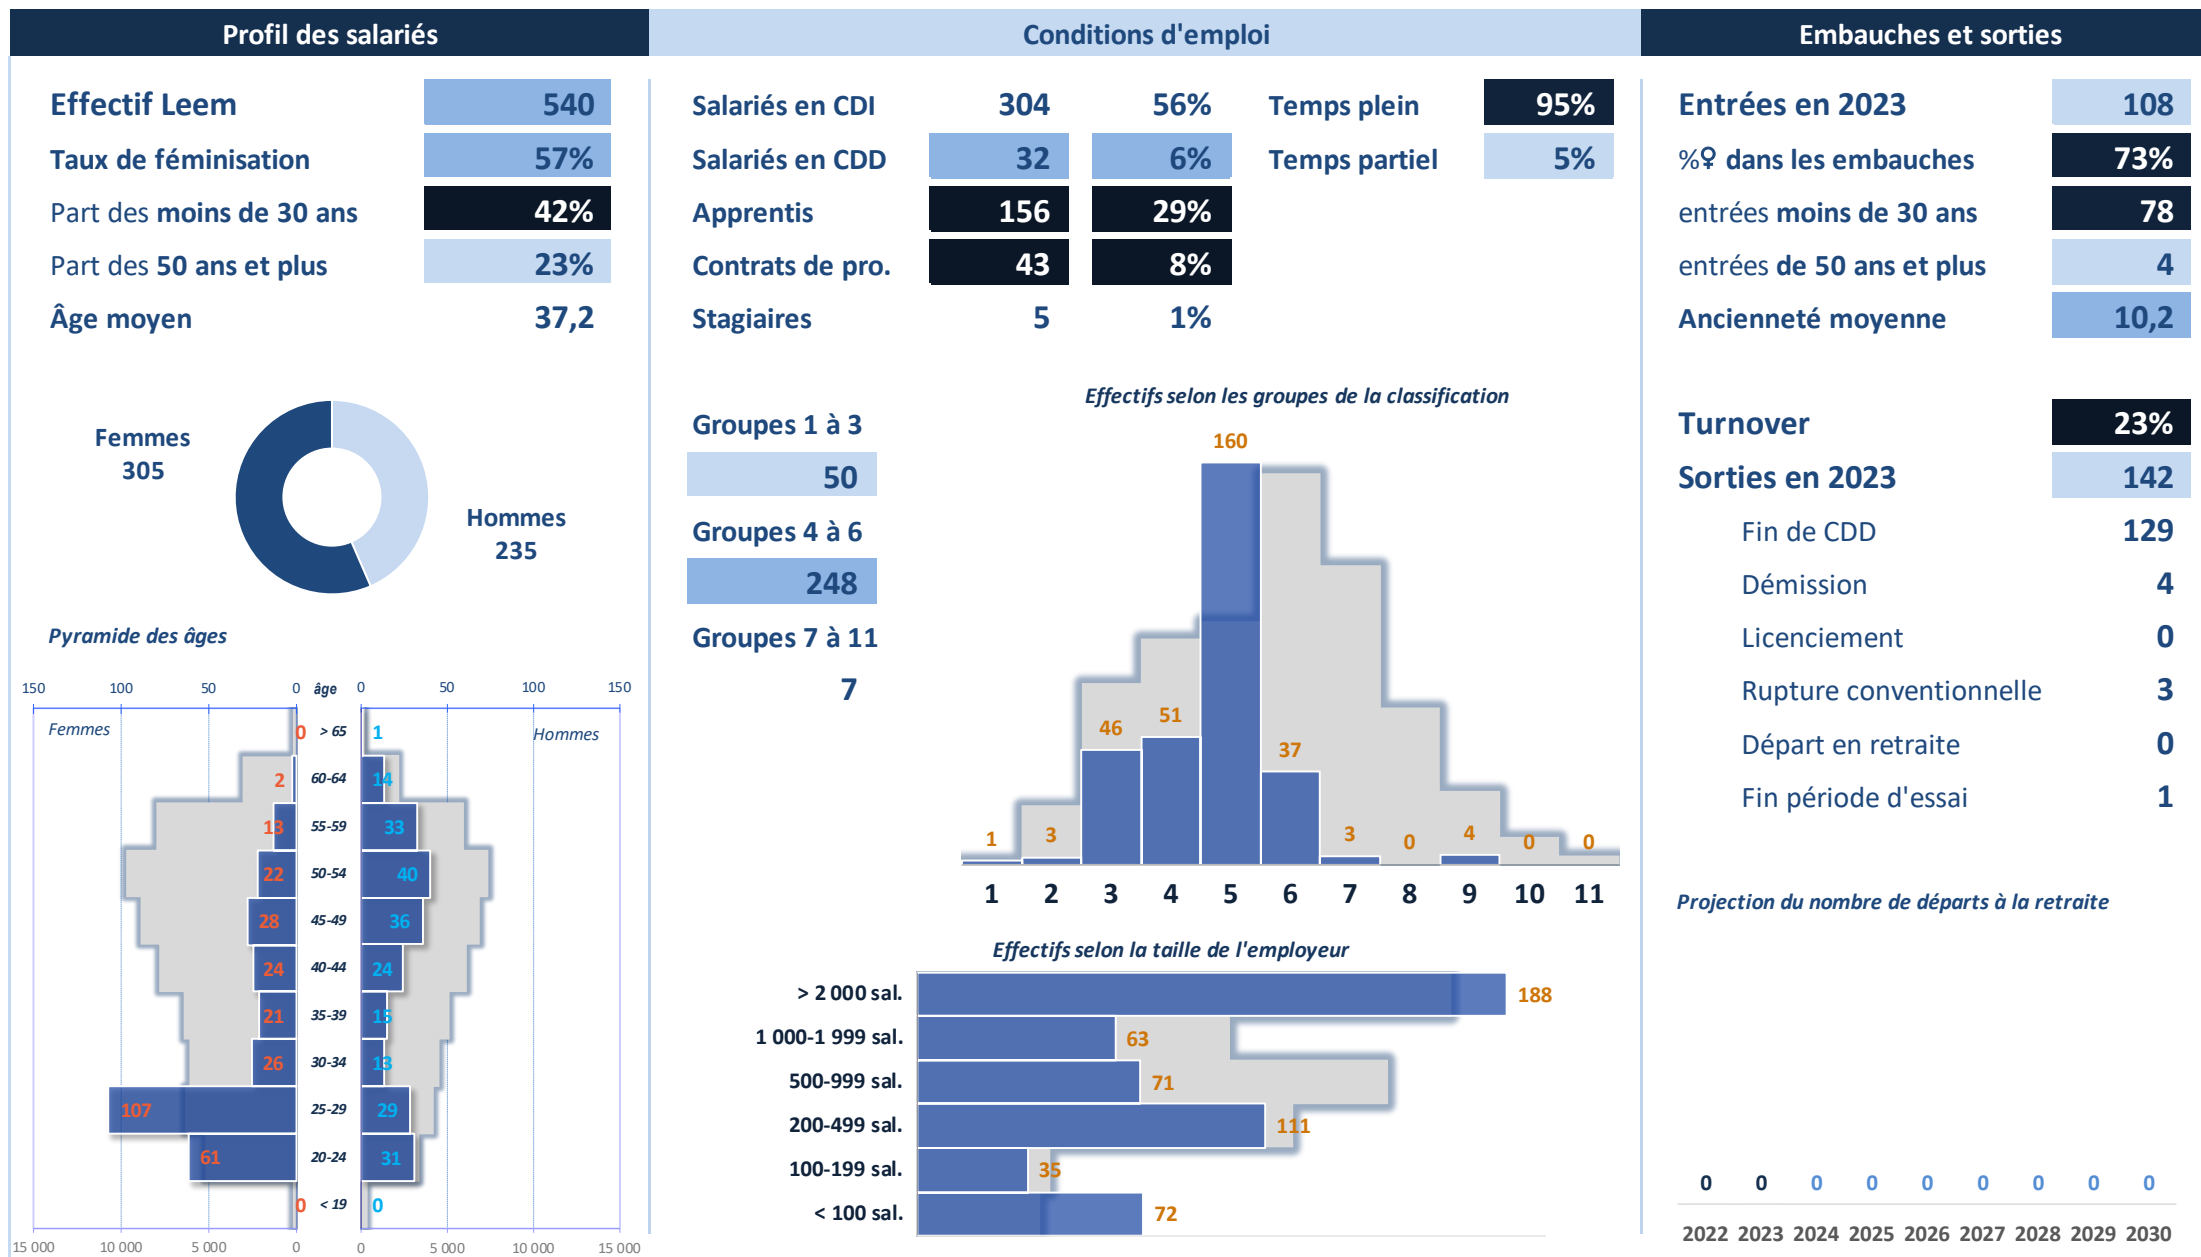 Profil des salariés
Effectif Leem 540
Taux de féminisation 57%
Part des moins de 30 ans 42%
Part des 50 ans et plus 23%
Âge moyen 37,2
Femmes
305
Hommes
235
Pyramide des âges
150 100 50 0 âge 0 50 100 150
Femmes Hommes
0 > 65 1
2 60-64 14
13 55-59 33
22 50-54 40
28 45-49 36
24 40-44 24
21 35-39 15
26 30-34 13
107 25-29 29
61 20-24 31
0 < 19 0
15 000 10 000 5 000 0 0 5 000 10 000 15 000
Conditions d'emploi
Salariés en CDI 304 56% Temps plein 95%
Salariés en CDD 32 6% Temps partiel 5%
Apprentis 156 29%
Contrats de pro. 43 8%
Stagiaires 5 1%
Groupes 1 à 3
50
Groupes 4 à 6
248
Groupes 7 à 11
7
Effectifs selon les groupes de la classification
1 3 46 51 160 37 3 0 4 0 0
1 2 3 4 5 6 7 8 9 10 11
Effectifs selon la taille de l'employeur
> 2 000 sal. 188
1 000-1 999 sal. 63
500-999 sal. 71
200-499 sal. 111
100-199 sal. 35
< 100 sal. 72
Embauches et sorties
Entrées en 2023 108
%♀ dans les embauches 73%
entrées moins de 30 ans 78
entrées de 50 ans et plus 4
Ancienneté moyenne 10,2
Turnover 23%
Sorties en 2023 142
Fin de CDD 129
Démission 4
Licenciement 0
Rupture conventionnelle 3
Départ en retraite 0
Fin période d'essai 1
Projection du nombre de départs à la retraite
0 0 0 0 0 0 0 0 0
2022 2023 2024 2025 2026 2027 2028 2029 2030